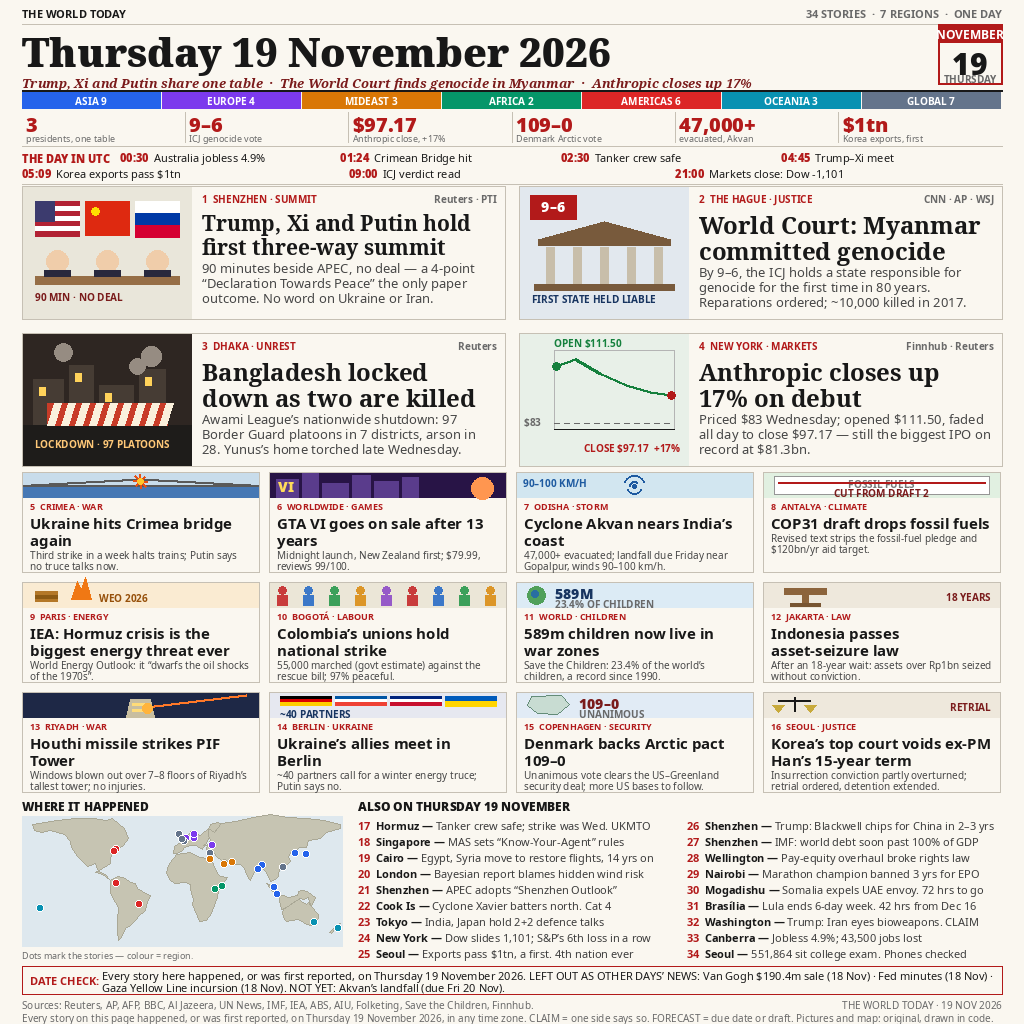 THE WORLD TODAY
34 STORIES · 7 REGIONS · ONE DAY
Thursday 19 November 2026
NOVEMBER
19
THURSDAY
Trump, Xi and Putin share one table · The World Court finds genocide in Myanmar · Anthropic closes up 17%
ASIA 9
EUROPE 4
MIDEAST 3
AFRICA 2
AMERICAS 6
OCEANIA 3
GLOBAL 7
3
presidents, one table
9–6
ICJ genocide vote
$97.17
Anthropic close, +17%
109–0
Denmark Arctic vote
47,000+
evacuated, Akvan
$1tn
Korea exports, first
THE DAY IN UTC 00:30 Australia jobless 4.9% 01:24 Crimean Bridge hit 02:30 Tanker crew safe 04:45 Trump–Xi meet
05:09 Korea exports pass $1tn 09:00 ICJ verdict read 21:00 Markets close: Dow -1,101
90 MIN · NO DEAL
1 SHENZHEN · SUMMIT
Reuters · PTI
Trump, Xi and Putin hold
first three-way summit
90 minutes beside APEC, no deal — a 4-point
“Declaration Towards Peace” the only paper
outcome. No word on Ukraine or Iran.
9–6
FIRST STATE HELD LIABLE
2 THE HAGUE · JUSTICE
CNN · AP · WSJ
World Court: Myanmar
committed genocide
By 9–6, the ICJ holds a state responsible for
genocide for the first time in 80 years.
Reparations ordered; ~10,000 killed in 2017.
LOCKDOWN · 97 PLATOONS
3 DHAKA · UNREST
Reuters
Bangladesh locked
down as two are killed
Awami League’s nationwide shutdown: 97
Border Guard platoons in 7 districts, arson in
28. Yunus’s home torched late Wednesday.
OPEN $111.50
$83
CLOSE $97.17 +17%
4 NEW YORK · MARKETS
Finnhub · Reuters
Anthropic closes up
17% on debut
Priced $83 Wednesday; opened $111.50, faded
all day to close $97.17 — still the biggest IPO on
record at $81.3bn.
5 CRIMEA · WAR
Ukraine hits Crimea bridge
again
Third strike in a week halts trains; Putin says
no truce talks now.
VI
6 WORLDWIDE · GAMES
GTA VI goes on sale after 13
years
Midnight launch, New Zealand first; $79.99,
reviews 99/100.
90–100 KM/H
7 ODISHA · STORM
Cyclone Akvan nears India’s
coast
47,000+ evacuated; landfall due Friday near
Gopalpur, winds 90–100 km/h.
FOSSIL FUELS
CUT FROM DRAFT 2
8 ANTALYA · CLIMATE
COP31 draft drops fossil fuels
Revised text strips the fossil-fuel pledge and
$120bn/yr aid target.
WEO 2026
9 PARIS · ENERGY
IEA: Hormuz crisis is the
biggest energy threat ever
World Energy Outlook: it “dwarfs the oil shocks
of the 1970s”.
10 BOGOTÁ · LABOUR
Colombia’s unions hold
national strike
55,000 marched (govt estimate) against the
rescue bill; 97% peaceful.
589M
23.4% OF CHILDREN
11 WORLD · CHILDREN
589m children now live in
war zones
Save the Children: 23.4% of the world’s
children, a record since 1990.
18 YEARS
12 JAKARTA · LAW
Indonesia passes
asset-seizure law
After an 18-year wait: assets over Rp1bn seized
without conviction.
13 RIYADH · WAR
Houthi missile strikes PIF
Tower
Windows blown out over 7–8 floors of Riyadh’s
tallest tower; no injuries.
~40 PARTNERS
14 BERLIN · UKRAINE
Ukraine’s allies meet in
Berlin
~40 partners call for a winter energy truce;
Putin says no.
109–0
UNANIMOUS
15 COPENHAGEN · SECURITY
Denmark backs Arctic pact
109–0
Unanimous vote clears the US–Greenland
security deal; more US bases to follow.
RETRIAL
16 SEOUL · JUSTICE
Korea’s top court voids ex-PM
Han’s 15-year term
Insurrection conviction partly overturned;
retrial ordered, detention extended.
WHERE IT HAPPENED
Dots mark the stories — colour = region.
ALSO ON THURSDAY 19 NOVEMBER
17 Hormuz — Tanker crew safe; strike was Wed. UKMTO
18 Singapore — MAS sets “Know-Your-Agent” rules
19 Cairo — Egypt, Syria move to restore flights, 14 yrs on
20 London — Bayesian report blames hidden wind risk
21 Shenzhen — APEC adopts “Shenzhen Outlook”
22 Cook Is — Cyclone Xavier batters north. Cat 4
23 Tokyo — India, Japan hold 2+2 defence talks
24 New York — Dow slides 1,101; S&P’s 6th loss in a row
25 Seoul — Exports pass $1tn, a first. 4th nation ever
26 Shenzhen — Trump: Blackwell chips for China in 2–3 yrs
27 Shenzhen — IMF: world debt soon past 100% of GDP
28 Wellington — Pay-equity overhaul broke rights law
29 Nairobi — Marathon champion banned 3 yrs for EPO
30 Mogadishu — Somalia expels UAE envoy. 72 hrs to go
31 Brasília — Lula ends 6-day week. 42 hrs from Dec 16
32 Washington — Trump: Iran eyes bioweapons. CLAIM
33 Canberra — Jobless 4.9%; 43,500 jobs lost
34 Seoul — 551,864 sit college exam. Phones checked
DATE CHECK: Every story here happened, or was first reported, on Thursday 19 November 2026. LEFT OUT AS OTHER DAYS’ NEWS: Van Gogh $190.4m sale (18 Nov) · Fed minutes (18 Nov) ·
Gaza Yellow Line incursion (18 Nov). NOT YET: Akvan’s landfall (due Fri 20 Nov).
Sources: Reuters, AP, AFP, BBC, Al Jazeera, UN News, IMF, IEA, ABS, AIU, Folketing, Save the Children, Finnhub.
THE WORLD TODAY · 19 NOV 2026
Every story on this page happened, or was first reported, on Thursday 19 November 2026, in any time zone. CLAIM = one side says so. FORECAST = due date or draft. Pictures and map: original, drawn in code.